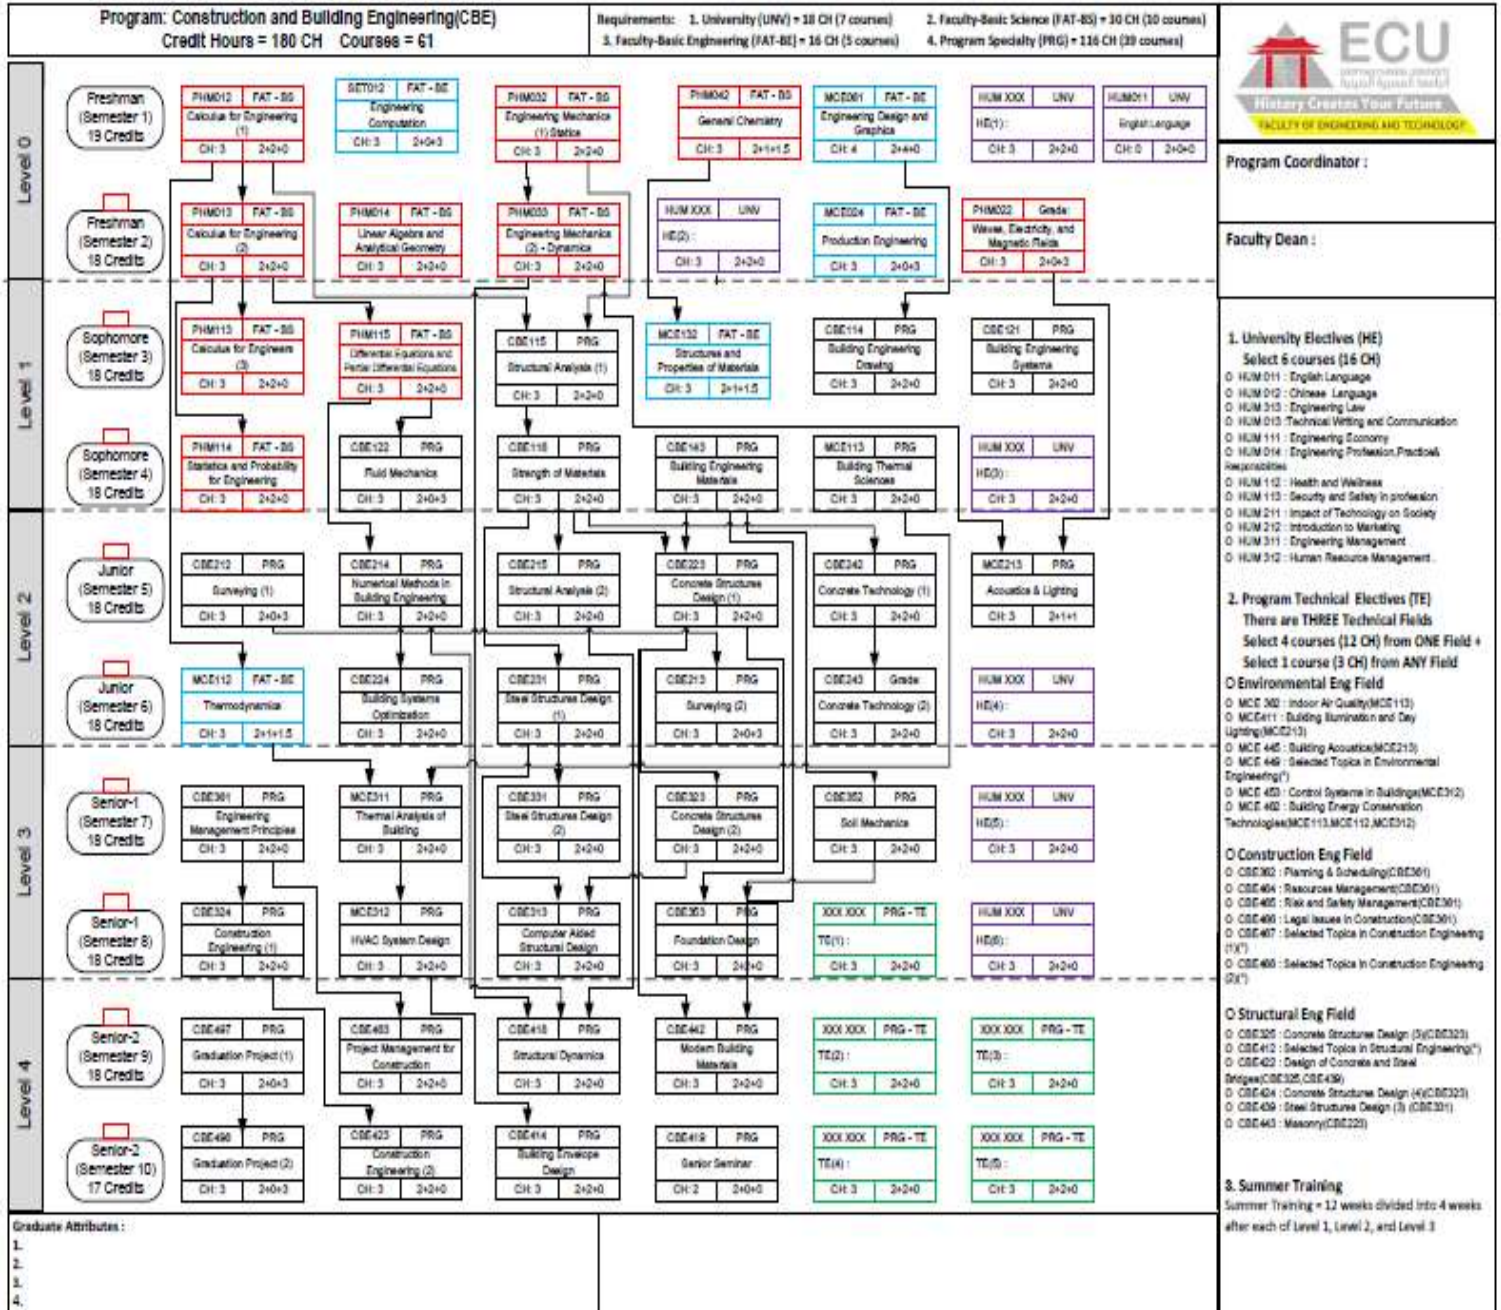 Program: Construction and Building Engineering(CBE)
Credit Hours = 180 CH Courses = 61
Requirements: 1. University (UNV) = 18 CH (7 courses) 2. Faculty-Basic Science (FAT-BS) = 30 CH (10 courses)
3. Faculty-Basic Engineering (FAT-BE) = 16 CH (5 courses) 4. Program Specialty (PRG) = 116 CH (39 courses)
ECU
History Creates Your Future
FACULTY OF ENGINEERING AND TECHNOLOGY
Program Coordinator :
Faculty Dean :
Level 0
Freshman
(Semester 1)
19 Credits
PHM012 FAT - BS
Calculus for Engineering
(1)
CH: 3 2+2+0
SET012 FAT - BE
Engineering
Computation
CH: 3 2+0+3
PHM032 FAT - BS
Engineering Mechanics
(1) Statics
CH: 3 2+2+0
PHM042 FAT - BS
General Chemistry
CH: 3 2+1+1.5
MCE061 FAT - BE
Engineering Design and
Graphics
CH: 4 2+4+0
HUM XXX UNV
HE(1) :
CH: 3 2+2+0
HUM011 UNV
English Language
CH: 0 2+0+0
Freshman
(Semester 2)
18 Credits
PHM013 FAT - BS
Calculus for Engineering
(2)
CH: 3 2+2+0
PHM014 FAT - BS
Linear Algebra and
Analytical Geometry
CH: 3 2+2+0
PHM033 FAT - BS
Engineering Mechanics
(2) - Dynamics
CH: 3 2+2+0
HUM XXX UNV
HE(2) :
CH: 3 2+2+0
MCE024 FAT - BE
Production Engineering
CH: 3 2+0+3
PHM022 Grade:
Waves, Electricity, and
Magnetic Fields
CH: 3 2+0+3
Level 1
Sophomore
(Semester 3)
18 Credits
PHM113 FAT - BS
Calculus for Engineers
(3)
CH: 3 2+2+0
PHM115 FAT - BS
Differential Equations and
Partial Differential Equations
CH: 3 2+2+0
CBE115 PRG
Structural Analysis (1)
CH: 3 2+2+0
MCE132 FAT - BE
Structures and
Properties of Materials
CH: 3 2+1+1.5
CBE114 PRG
Building Engineering
Drawing
CH: 3 2+2+0
CBE121 PRG
Building Engineering
Systems
CH: 3 2+2+0
Sophomore
(Semester 4)
18 Credits
PHM114 FAT - BS
Statistics and Probability
for Engineering
CH: 3 2+2+0
CBE122 PRG
Fluid Mechanics
CH: 3 2+0+3
CBE116 PRG
Strength of Materials
CH: 3 2+2+0
CBE143 PRG
Building Engineering
Materials
CH: 3 2+2+0
MCE113 PRG
Building Thermal
Sciences
CH: 3 2+2+0
HUM XXX UNV
HE(3) :
CH: 3 2+2+0
Level 2
Junior
(Semester 5)
18 Credits
CBE212 PRG
Surveying (1)
CH: 3 2+0+3
CBE214 PRG
Numerical Methods in
Building Engineering
CH: 3 2+2+0
CBE215 PRG
Structural Analysis (2)
CH: 3 2+2+0
CBE223 PRG
Concrete Structures
Design (1)
CH: 3 2+2+0
CBE242 PRG
Concrete Technology (1)
CH: 3 2+2+0
MCE213 PRG
Acoustics & Lighting
CH: 3 2+1+1
Junior
(Semester 6)
18 Credits
MCE112 FAT - BE
Thermodynamics
CH: 3 2+1+1.5
CBE224 PRG
Building Systems
Optimization
CH: 3 2+2+0
CBE231 PRG
Steel Structures Design
(1)
CH: 3 2+2+0
CBE213 PRG
Surveying (2)
CH: 3 2+0+3
CBE243 Grade:
Concrete Technology (2)
CH: 3 2+2+0
HUM XXX UNV
HE(4) :
CH: 3 2+2+0
Level 3
Senior-1
(Semester 7)
18 Credits
CBE361 PRG
Engineering
Management Principles
CH: 3 2+2+0
MCE311 PRG
Thermal Analysis of
Building
CH: 3 2+2+0
CBE331 PRG
Steel Structures Design
(2)
CH: 3 2+2+0
CBE323 PRG
Concrete Structures
Design (2)
CH: 3 2+2+0
CBE352 PRG
Soil Mechanics
CH: 3 2+2+0
HUM XXX UNV
HE(5) :
CH: 3 2+2+0
Senior-1
(Semester 8)
18 Credits
CBE324 PRG
Construction
Engineering (1)
CH: 3 2+2+0
MCE312 PRG
HVAC System Design
CH: 3 2+2+0
CBE313 PRG
Computer Aided
Structural Design
CH: 3 2+2+0
CBE353 PRG
Foundation Design
CH: 3 2+2+0
XXX XXX PRG - TE
TE(1) :
CH: 3 2+2+0
HUM XXX UNV
HE(6) :
CH: 3 2+2+0
Level 4
Senior-2
(Semester 9)
18 Credits
CBE497 PRG
Graduation Project (1)
CH: 3 2+0+3
CBE463 PRG
Project Management for
Construction
CH: 3 2+2+0
CBE418 PRG
Structural Dynamics
CH: 3 2+2+0
CBE442 PRG
Modern Building
Materials
CH: 3 2+2+0
XXX XXX PRG - TE
TE(2) :
CH: 3 2+2+0
XXX XXX PRG - TE
TE(3) :
CH: 3 2+2+0
Senior-2
(Semester 10)
17 Credits
CBE498 PRG
Graduation Project (2)
CH: 3 2+0+3
CBE423 PRG
Construction
Engineering (2)
CH: 3 2+2+0
CBE414 PRG
Building Envelope
Design
CH: 3 2+2+0
CBE419 PRG
Senior Seminar
CH: 2 2+0+0
XXX XXX PRG - TE
TE(4) :
CH: 3 2+2+0
XXX XXX PRG - TE
TE(5) :
CH: 3 2+2+0
Graduate Attributes :
1.
2.
3.
4.
1. University Electives (HE)
Select 6 courses (16 CH)
O HUM 011 : English Language
O HUM 012 : Chinese Language
O HUM 313 : Engineering Law
O HUM 013 :Technical Writing and Communication
O HUM 111 : Engineering Economy
O HUM 014 : Engineering Profession,Practice&
Responsibilities
O HUM 112 : Health and Wellness
O HUM 113 : Security and Safety in profession
O HUM 211 : Impact of Technology on Society
O HUM 212 : Introduction to Marketing
O HUM 311 : Engineering Management
O HUM 312 : Human Resource Management .
2. Program Technical Electives (TE)
There are THREE Technical Fields
Select 4 courses (12 CH) from ONE Field +
Select 1 course (3 CH) from ANY Field
O Environmental Eng Field
O MCE 362 : Indoor Air Quality(MCE113)
O MCE411 : Building Illumination and Day
Lighting(MCE213)
O MCE 445 : Building Acoustics(MCE213)
O MCE 449 : Selected Topics in Environmental
Engineering(*)
O MCE 453 : Control Systems in Buildings(MCE312)
O MCE 462 : Building Energy Conservation
Technologies(MCE113,MCE112,MCE312)
O Construction Eng Field
O CBE362 : Planning & Scheduling(CBE361)
O CBE464 : Resources Management(CBE361)
O CBE465 : Risk and Safety Management(CBE361)
O CBE466 : Legal Issues in Construction(CBE361)
O CBE467 : Selected Topics in Construction Engineering
(1)(*)
O CBE468 : Selected Topics in Construction Engineering
(2)(*)
O Structural Eng Field
O CBE325 : Concrete Structures Design (3)(CBE323)
O CBE412 : Selected Topics in Structural Engineering(*)
O CBE422 : Design of Concrete and Steel
Bridges(CBE325,CBE439)
O CBE424 : Concrete Structures Design (4)(CBE323)
O CBE439 : Steel Structures Design (3) (CBE331)
O CBE443 : Masonry(CBE223)
3. Summer Training
Summer Training = 12 weeks divided into 4 weeks
after each of Level 1, Level 2, and Level 3